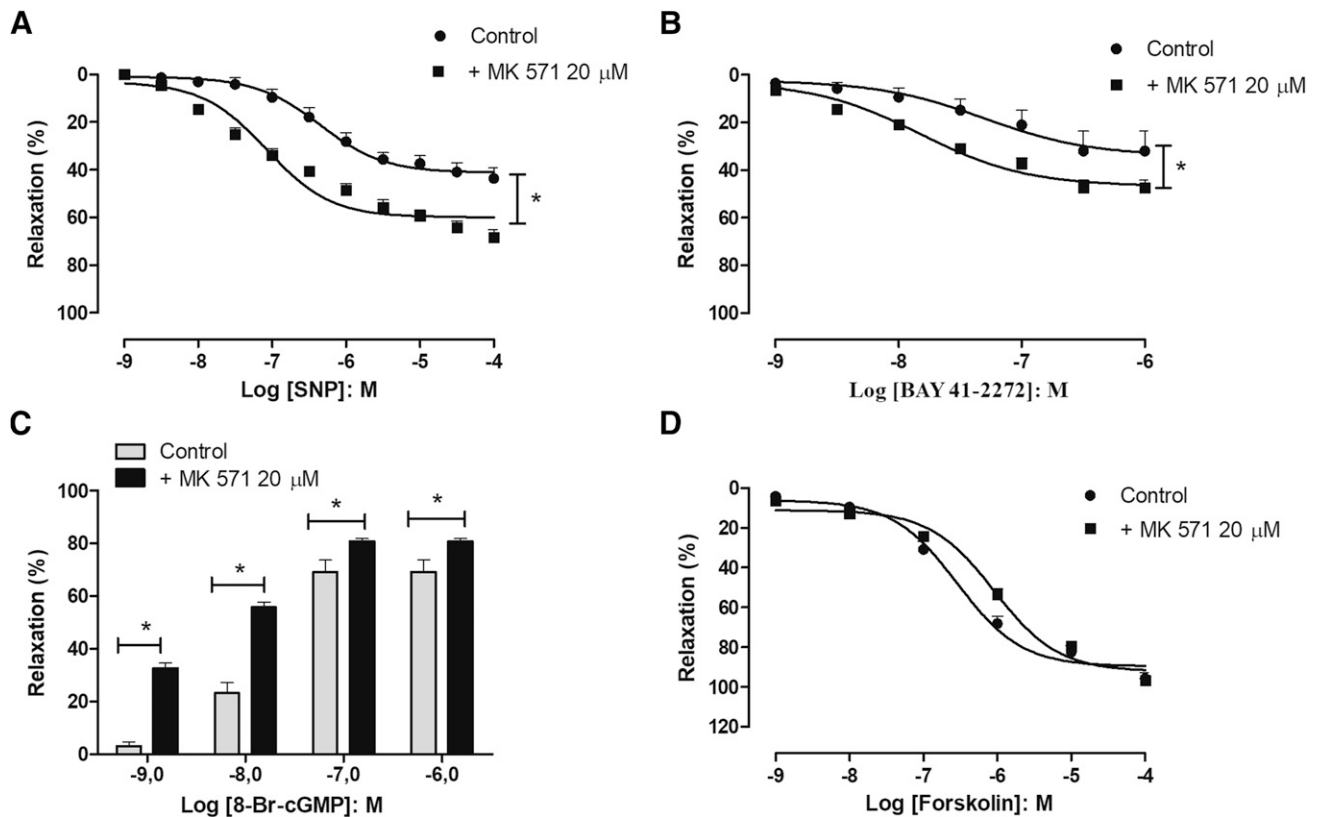 A
Control
+ MK 571 20 μM
0
20
40
60
80
100
Relaxation (%)
*
-9 -8 -7 -6 -5 -4
Log [SNP]: M
B
Control
+ MK 571 20 μM
0
20
40
60
80
100
Relaxation (%)
*
-9 -8 -7 -6
Log [BAY 41-2272]: M
C
Control
+ MK 571 20 μM
100
80
60
40
20
0
Relaxation (%)
* * * *
-9,0 -8,0 -7,0 -6,0
Log [8-Br-cGMP]: M
D
Control
+ MK 571 20 μM
0
20
40
60
80
100
120
Relaxation (%)
-9 -8 -7 -6 -5 -4
Log [Forskolin]: M